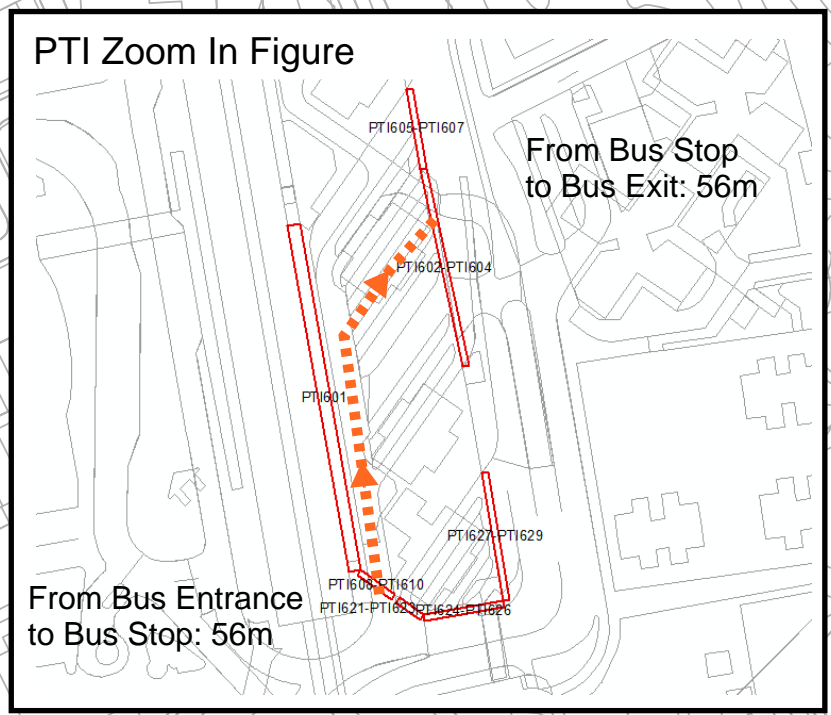 PTI Zoom In Figure
PTI605-PTI607
From Bus Stop
to Bus Exit: 56m
PTI602-PTI604
PTI601
PTI627-PTI629
PTI608-PTI610
From Bus Entrance
to Bus Stop: 56m
PTI621-PTI623
PTI624-PTI626